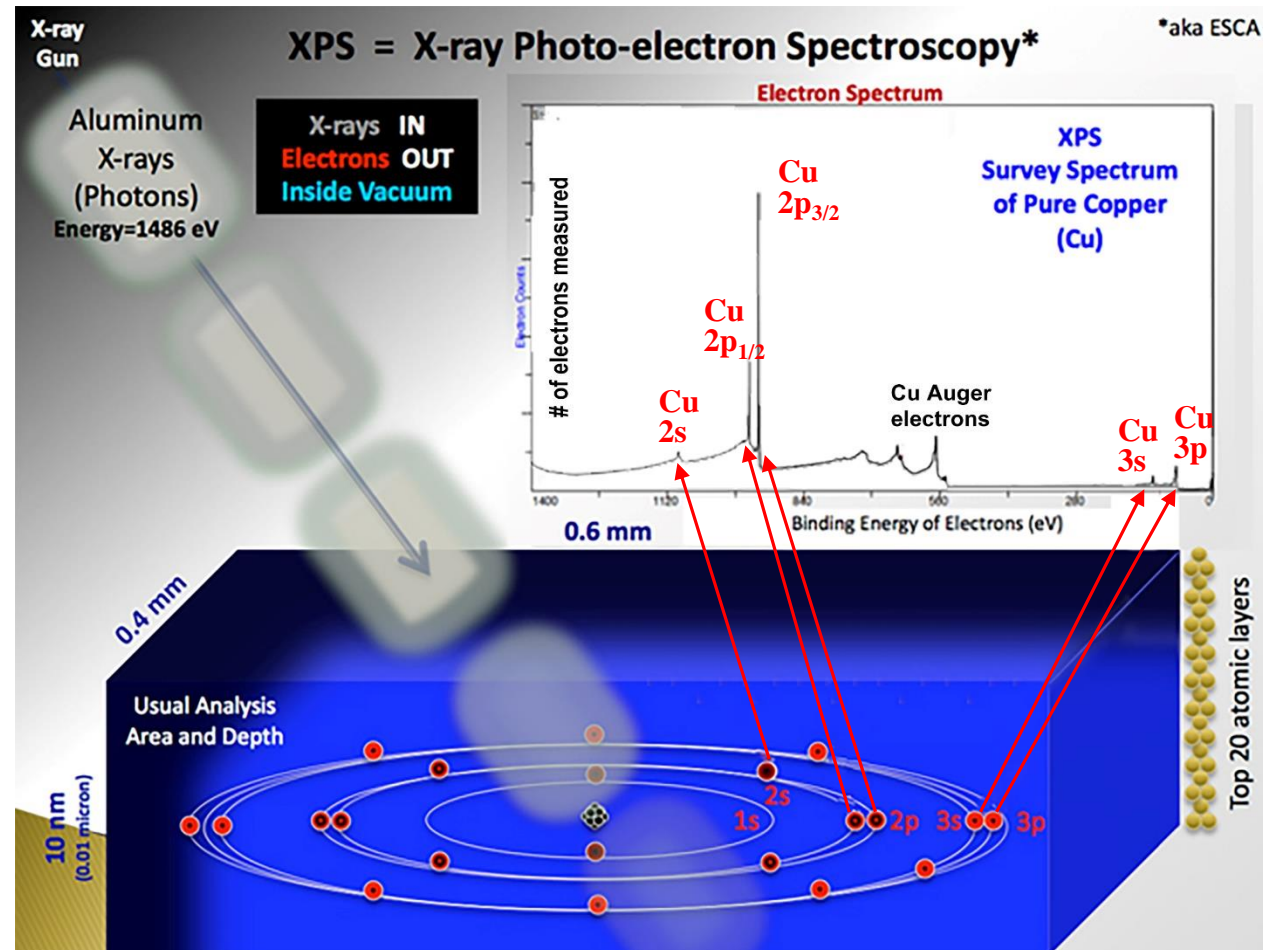 X-ray
Gun
XPS = X-ray Photo-electron Spectroscopy*
*aka ESCA
Aluminum
X-rays
(Photons)
Energy=1486 eV
X-rays IN
Electrons OUT
Inside Vacuum
Electron Spectrum
XPS
Survey Spectrum
of Pure Copper
(Cu)
Electron Counts
# of electrons measured
Cu
2p3/2
Cu
2p1/2
Cu
2s
Cu Auger
electrons
Cu
3s
Cu
3p
1400 1120 840 560 280 0
Binding Energy of Electrons (eV)
0.6 mm
0.4 mm
Usual Analysis
Area and Depth
10 nm
(0.01 micron)
1s
2s
2p
3s
3p
Top 20 atomic layers